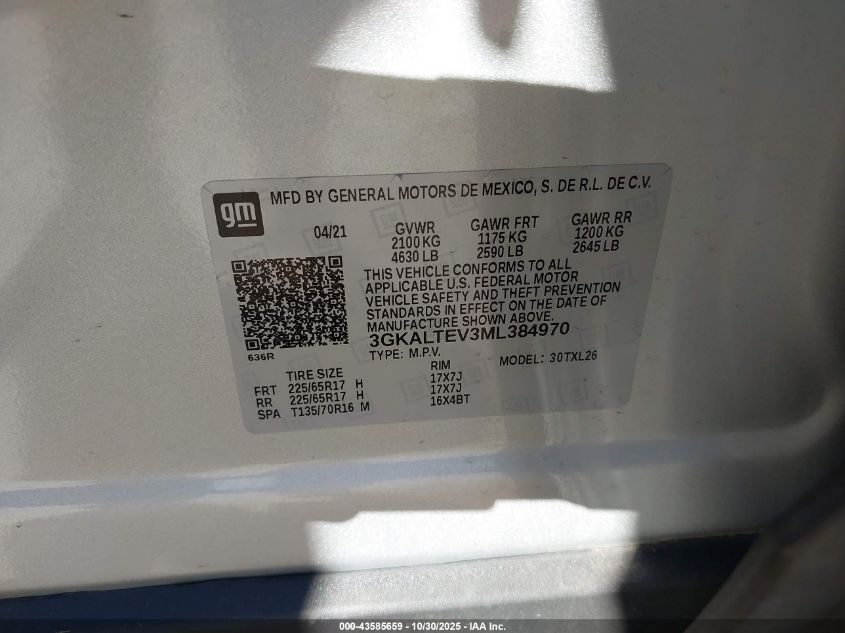 gm
MFD BY GENERAL MOTORS DE MEXICO, S. DE R.L. DE C.V.
04/21 GVWR GAWR FRT GAWR RR
2100 KG 1175 KG 1200 KG
4630 LB 2590 LB 2645 LB
THIS VEHICLE CONFORMS TO ALL
APPLICABLE U.S. FEDERAL MOTOR
VEHICLE SAFETY AND THEFT PREVENTION
STANDARDS IN EFFECT ON THE DATE OF
MANUFACTURE SHOWN ABOVE.
3GKALTEV3ML384970
636R
TYPE: M.P.V. MODEL: 30TXL26
TIRE SIZE RIM
FRT 225/65R17 H 17X7J
RR 225/65R17 H 17X7J
SPA T135/70R16 M 16X4BT
000-43585659 - 10/30/2025 - IAA Inc.